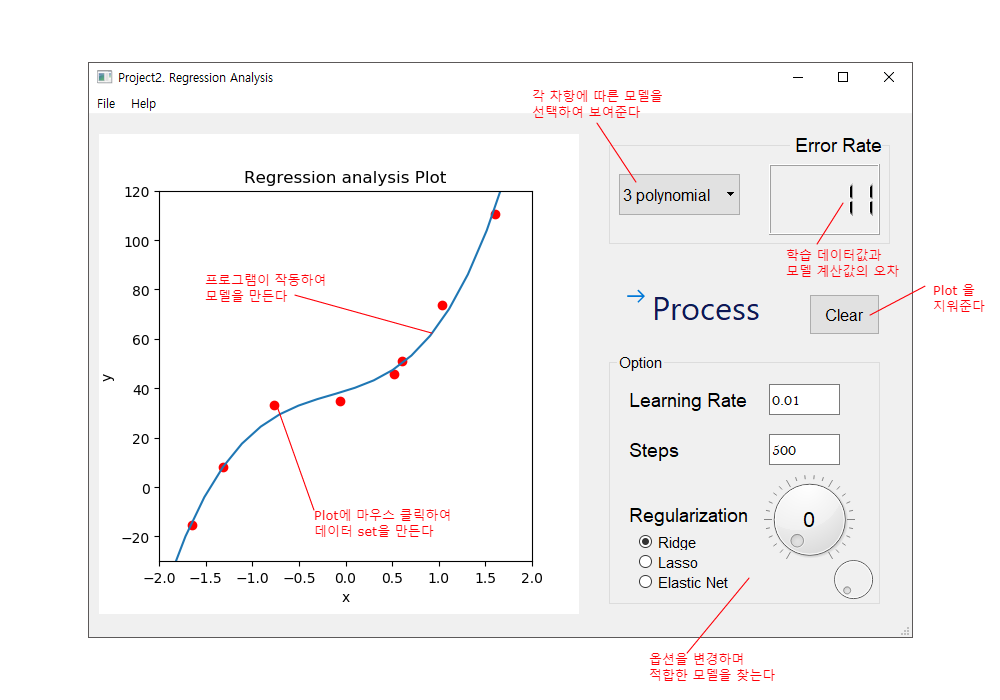 Project2. Regression Analysis
File Help
각 차항에 따른 모델을
선택하여 보여준다
Error Rate
3 polynomial
11
학습 데이터값과
모델 계산값의 오차
Regression analysis Plot
120
100
80
60
40
20
0
−20
y
−2.0 −1.5 −1.0 −0.5 0.0 0.5 1.0 1.5 2.0
x
프로그램이 작동하여
모델을 만든다
Plot에 마우스 클릭하여
데이터 set을 만든다
Process
Clear
Plot 을
지워준다
Option
Learning Rate 0.01
Steps 500
Regularization
0
Ridge
Lasso
Elastic Net
옵션을 변경하며
적합한 모델을 찾는다